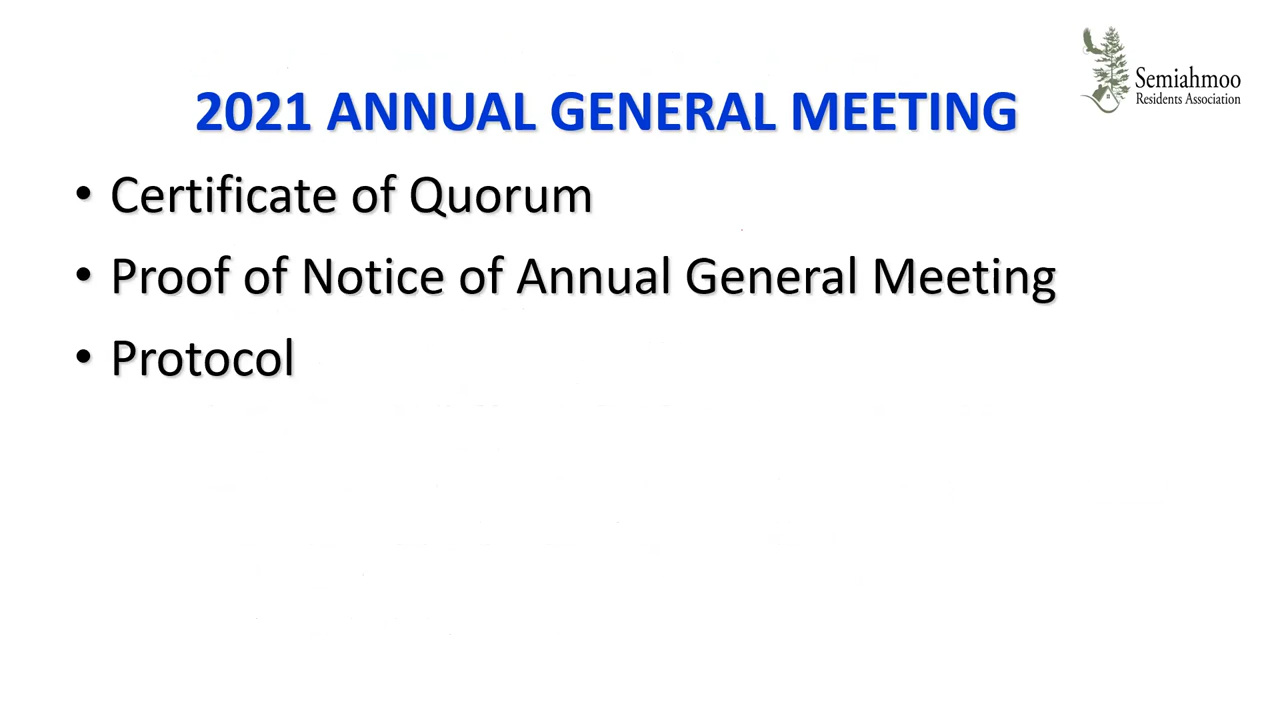 Semiahmoo
Residents Association
2021 ANNUAL GENERAL MEETING
• Certificate of Quorum
• Proof of Notice of Annual General Meeting
• Protocol